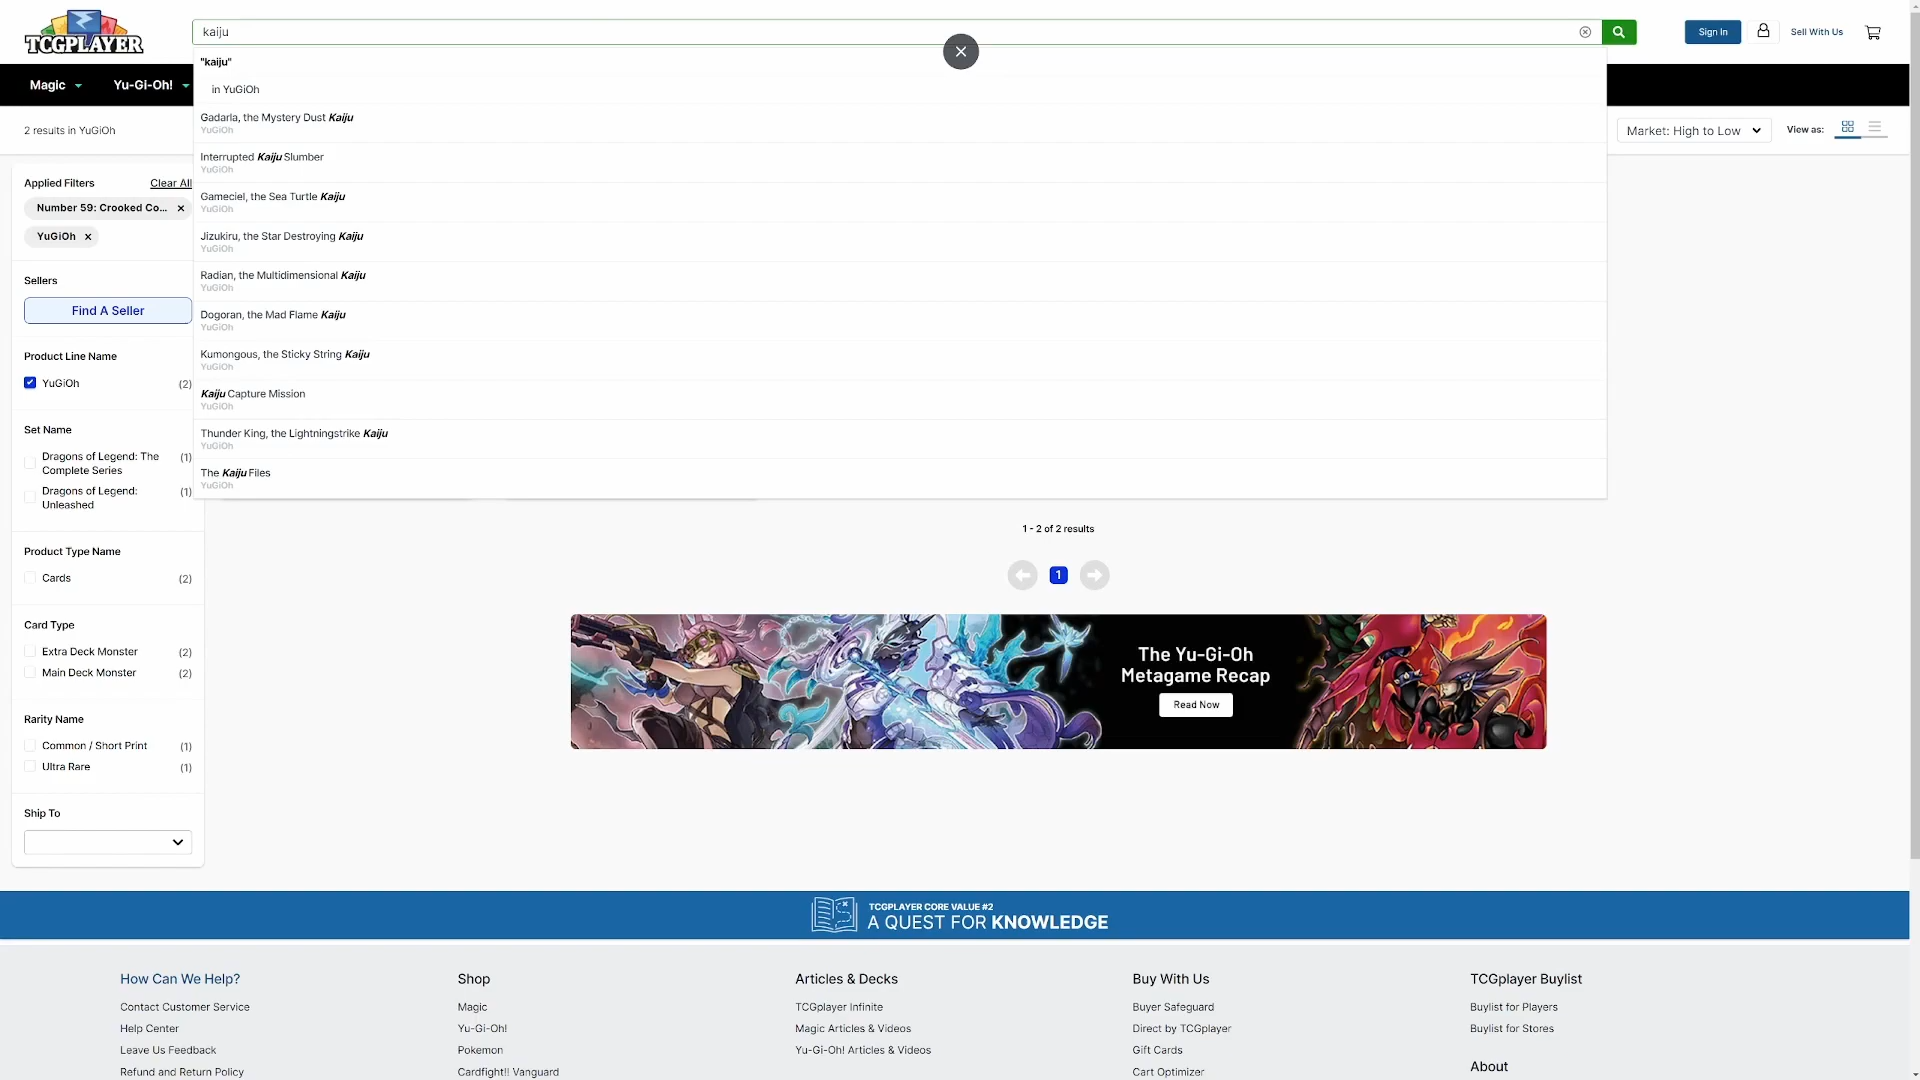 TCGPLAYER
kaiju
Sign In
Sell With Us
"kaiju"
Magic
Yu-Gi-Oh!
in YuGiOh
2 results in YuGiOh
Market: High to Low
View as:
Gadarla, the Mystery Dust Kaiju
YuGiOh
Interrupted Kaiju Slumber
YuGiOh
Gameciel, the Sea Turtle Kaiju
YuGiOh
Jizukiru, the Star Destroying Kaiju
YuGiOh
Radian, the Multidimensional Kaiju
YuGiOh
Dogoran, the Mad Flame Kaiju
YuGiOh
Kumongous, the Sticky String Kaiju
YuGiOh
Kaiju Capture Mission
YuGiOh
Thunder King, the Lightningstrike Kaiju
YuGiOh
The Kaiju Files
YuGiOh
Applied Filters
Clear All
Number 59: Crooked Co...
YuGiOh
Sellers
Find A Seller
Product Line Name
YuGiOh (2)
Set Name
Dragons of Legend: The (1)
Complete Series
Dragons of Legend: (1)
Unleashed
Product Type Name
Cards (2)
Card Type
Extra Deck Monster (2)
Main Deck Monster (2)
Rarity Name
Common / Short Print (1)
Ultra Rare (1)
Ship To
1 - 2 of 2 results
1
The Yu-Gi-Oh
Metagame Recap
Read Now
TCGPLAYER CORE VALUE #2
A QUEST FOR KNOWLEDGE
How Can We Help?
Contact Customer Service
Help Center
Leave Us Feedback
Refund and Return Policy
Shop
Magic
Yu-Gi-Oh!
Pokemon
Cardfight!! Vanguard
Articles & Decks
TCGplayer Infinite
Magic Articles & Videos
Yu-Gi-Oh! Articles & Videos
Buy With Us
Buyer Safeguard
Direct by TCGplayer
Gift Cards
Cart Optimizer
TCGplayer Buylist
Buylist for Players
Buylist for Stores
About